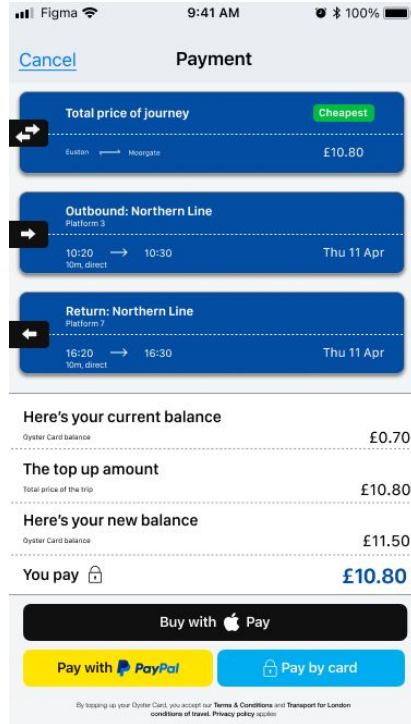 Figma 9:41 AM 100%
Cancel Payment
Total price of journey Cheapest
Euston Moorgate £10.80
Outbound: Northern Line
Platform 3
10:20 → 10:30 Thu 11 Apr
10m, direct
Return: Northern Line
Platform 7
16:20 → 16:30 Thu 11 Apr
10m, direct
Here's your current balance
Oyster Card balance £0.70
The top up amount
Total price of the trip £10.80
Here's your new balance
Oyster Card balance £11.50
You pay £10.80
Buy with Pay
Pay with PayPal Pay by card
By topping up your Oyster Card, you accept our Terms & Conditions and Transport for London
conditions of travel. Privacy policy applies